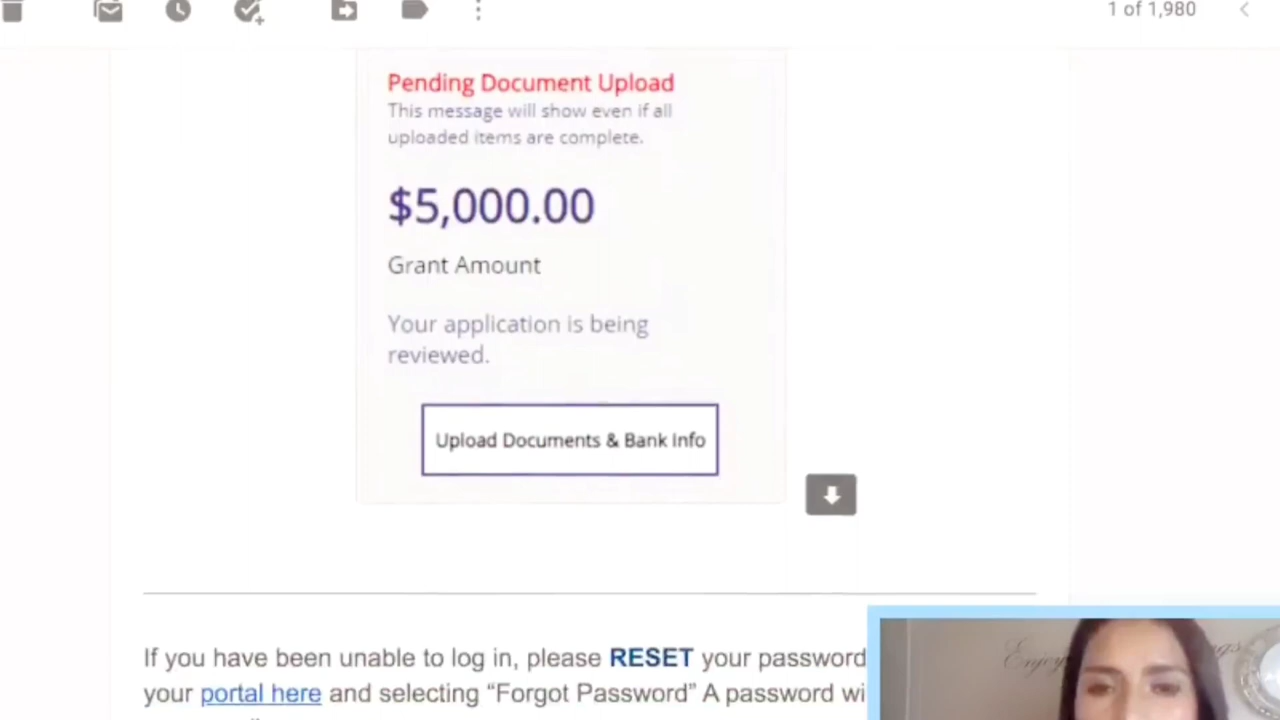 1 of 1,980
Pending Document Upload
This message will show even if all
uploaded items are complete.
$5,000.00
Grant Amount
Your application is being
reviewed.
Upload Documents & Bank Info
If you have been unable to log in, please RESET your password
your portal here and selecting “Forgot Password” A password wi
Enjoy